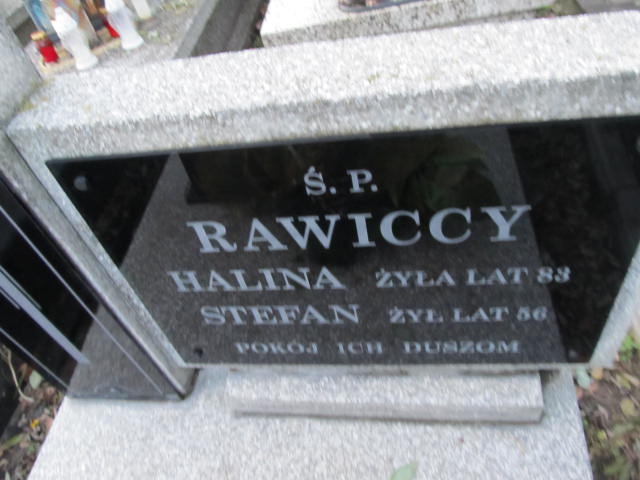 Ś. P.
RAWICCY
HALINA ŻYŁA LAT 83
STEFAN ŻYŁ LAT 56
POKÓJ ICH DUSZOM